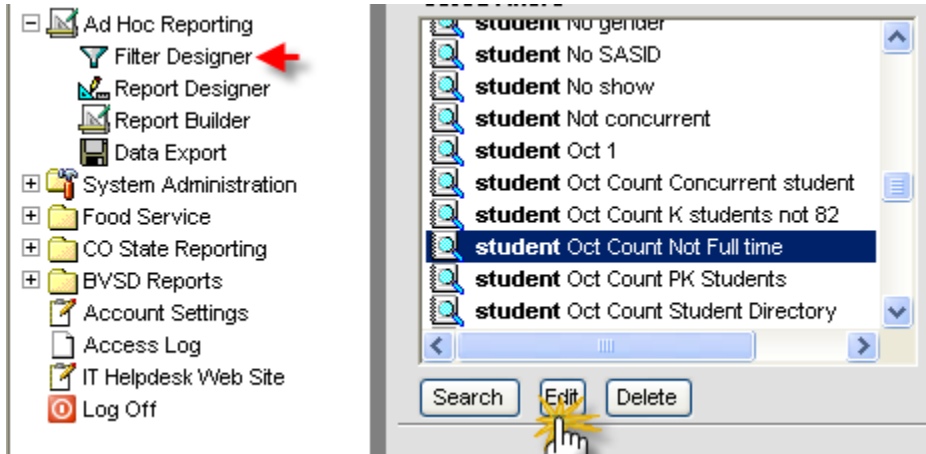 Ad Hoc Reporting
Filter Designer
Report Designer
Report Builder
Data Export
System Administration
Food Service
CO State Reporting
BVSD Reports
Account Settings
Access Log
IT Helpdesk Web Site
Log Off
student No gender
student No SASID
student No show
student Not concurrent
student Oct 1
student Oct Count Concurrent student
student Oct Count K students not 82
student Oct Count Not Full time
student Oct Count PK Students
student Oct Count Student Directory
Search Edit Delete